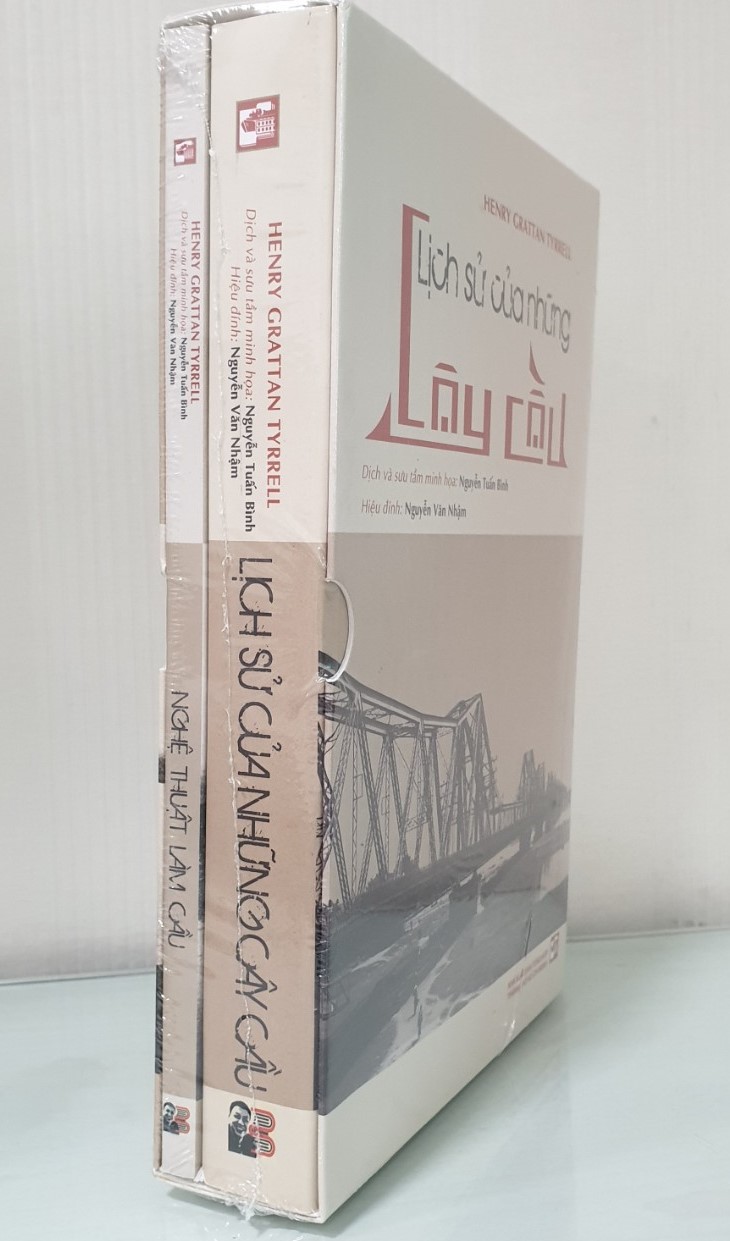 HENRY GRATTAN TYRRELL
Dịch và sưu tầm minh họa: Nguyễn Tuấn Bình
Hiệu đính: Nguyễn Văn Nhậm
NGHỆ THUẬT LÀM CẦU
HENRY GRATTAN TYRRELL
Dịch và sưu tầm minh họa: Nguyễn Tuấn Bình
Hiệu đính: Nguyễn Văn Nhậm
LỊCH SỬ CỦA NHỮNG CÂY CẦU
HENRY GRATTAN TYRRELL
Lịch sử của những
Cây cầu
Dịch và sưu tầm minh họa: Nguyễn Tuấn Bình
Hiệu đính: Nguyễn Văn Nhậm